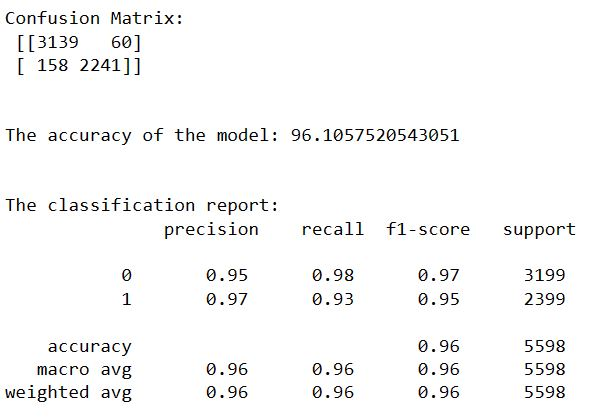 Confusion Matrix:
[[3139   60]
[ 158 2241]]
The accuracy of the model: 96.1057520543051
The classification report:
precision    recall  f1-score   support
0       0.95      0.98      0.97      3199
1       0.97      0.93      0.95      2399
accuracy                           0.96      5598
macro avg       0.96      0.96      0.96      5598
weighted avg       0.96      0.96      0.96      5598